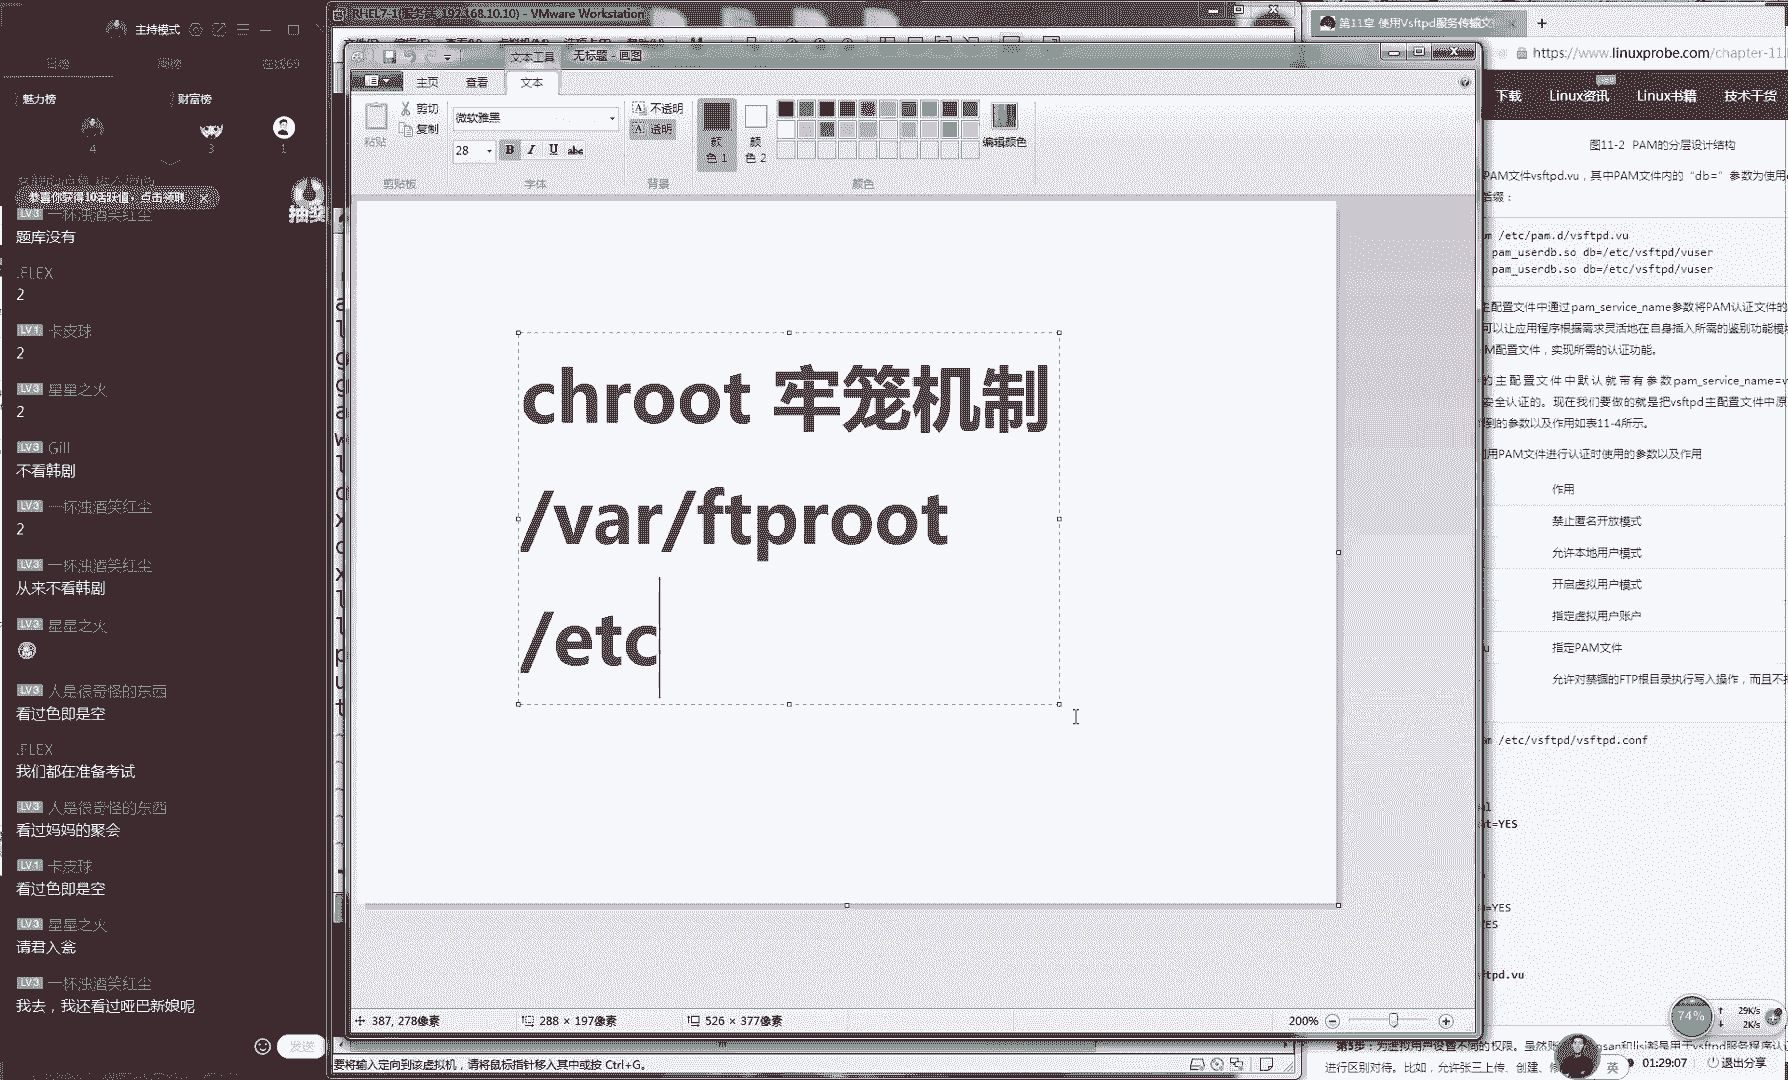 主持模式
魅力榜
财富榜
4
3
1
恭喜你获得10活跃值，点击领取
抽奖
LV3 一杯浊酒笑红尘
题库没有
.FLEX
2
LV1 卡皮球
2
LV3 星星之火
2
LV3 Gill
不看韩剧
LV3 一杯浊酒笑红尘
2
LV3 一杯浊酒笑红尘
从来不看韩剧
LV3 星星之火
LV3 人是很奇怪的东西
看过色即是空
.FLEX
我们都在准备考试
LV3 人是很奇怪的东西
看过妈妈的聚会
LV1 卡皮球
看过色即是空
LV3 星星之火
请君入瓮
LV3 一杯浊酒笑红尘
我去，我还看过哑巴新娘呢
发送
192.168.10.10) - VMware Workstation
文本工具
无标题 - 画图
主页
查看
文本
粘贴
剪切
复制
剪贴板
微软雅黑
28
B I U abc
字体
不透明
透明
背景
颜色 1
颜色 2
编辑颜色
颜色
chroot 牢笼机制
/var/ftproot
/etc
387, 278像素
288 × 197像素
526 × 377像素
200%
要将输入定向到该虚拟机，请将鼠标指针移入其中或按 Ctrl+G。
第11章 使用Vsftpd服务传输文
https://www.linuxprobe.com/chapter-11
下载
Linux资讯
Linux书籍
技术干货
图11-2 PAM的分层设计结构
PAM文件vsftpd.vu，其中PAM文件内的“db=”参数为使用
/etc/pam.d/vsftpd.vu
pam_userdb.so db=/etc/vsftpd/vuser
pam_userdb.so db=/etc/vsftpd/vuser
主配置文件中通过pam_service_name参数将PAM认证文件的
可以让应用程序根据需求灵活地在自身插入所需的鉴别功能模
M配置文件，实现所需的认证功能。
的主配置文件中默认就带有参数pam_service_name=v
安全认证的。现在我们要做的就是把vsftpd主配置文件中原
到的参数以及作用如表11-4所示。
用PAM文件进行认证时使用的参数以及作用
作用
禁止匿名开放模式
允许本地用户模式
开启虚拟用户模式
指定虚拟用户账户
指定PAM文件
允许对禁锢的FTP根目录执行写入操作，而且不
/etc/vsftpd/vsftpd.conf
=YES
=YES
ftpd.vu
74%
29K/s
2K/s
第5步：为虚拟用户设置不同的权限。虽然
和lisi都是用于vsftpd服务程序认
进行区别对待。比如，允许张三上传、创建、
英
01:29:07
退出分享